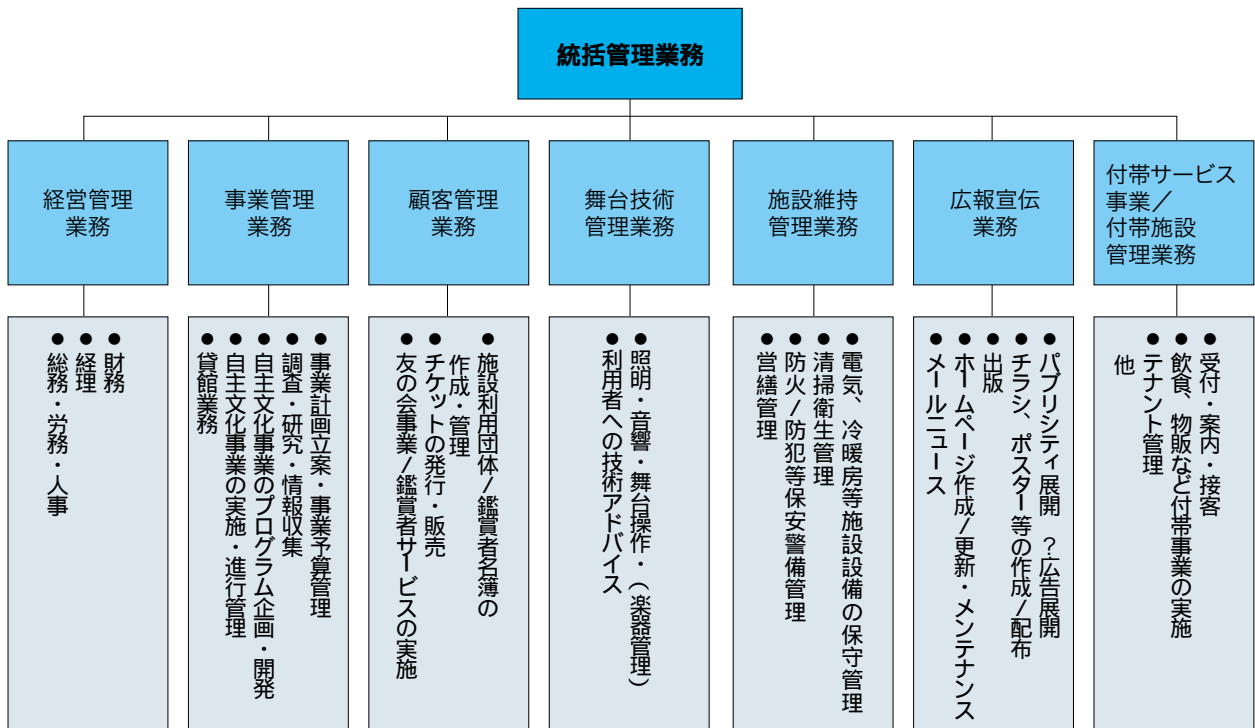 統括管理業務
経営管理
業務
事業管理
業務
顧客管理
業務
舞台技術
管理業務
施設維持
管理業務
広報宣伝
業務
付帯サービス
事業／
付帯施設
管理業務
●財務
●経理
●総務・労務・人事
●事業計画立案・事業予算管理
●調査・研究・情報収集
●自主文化事業のプログラム企画・開発
●自主文化事業の実施・進行管理
●貸館業務
●施設利用団体/鑑賞者名簿の
作成・管理
●チケットの発行・販売
●友の会事業/鑑賞者サービスの実施
●照明・音響・舞台操作・(楽器管理)
●利用者への技術アドバイス
●電気、冷暖房等施設設備の保守管理
●清掃衛生管理
●防火/防犯等保安警備管理
●営繕管理
●パブリシティ展開　?広告展開
●チラシ、ポスター等の作成/配布
●出版
●ホームページ作成/更新・メンテナンス
●メールニュース
●受付・案内・接客
●飲食、物販など付帯事業の実施
●テナント管理
他